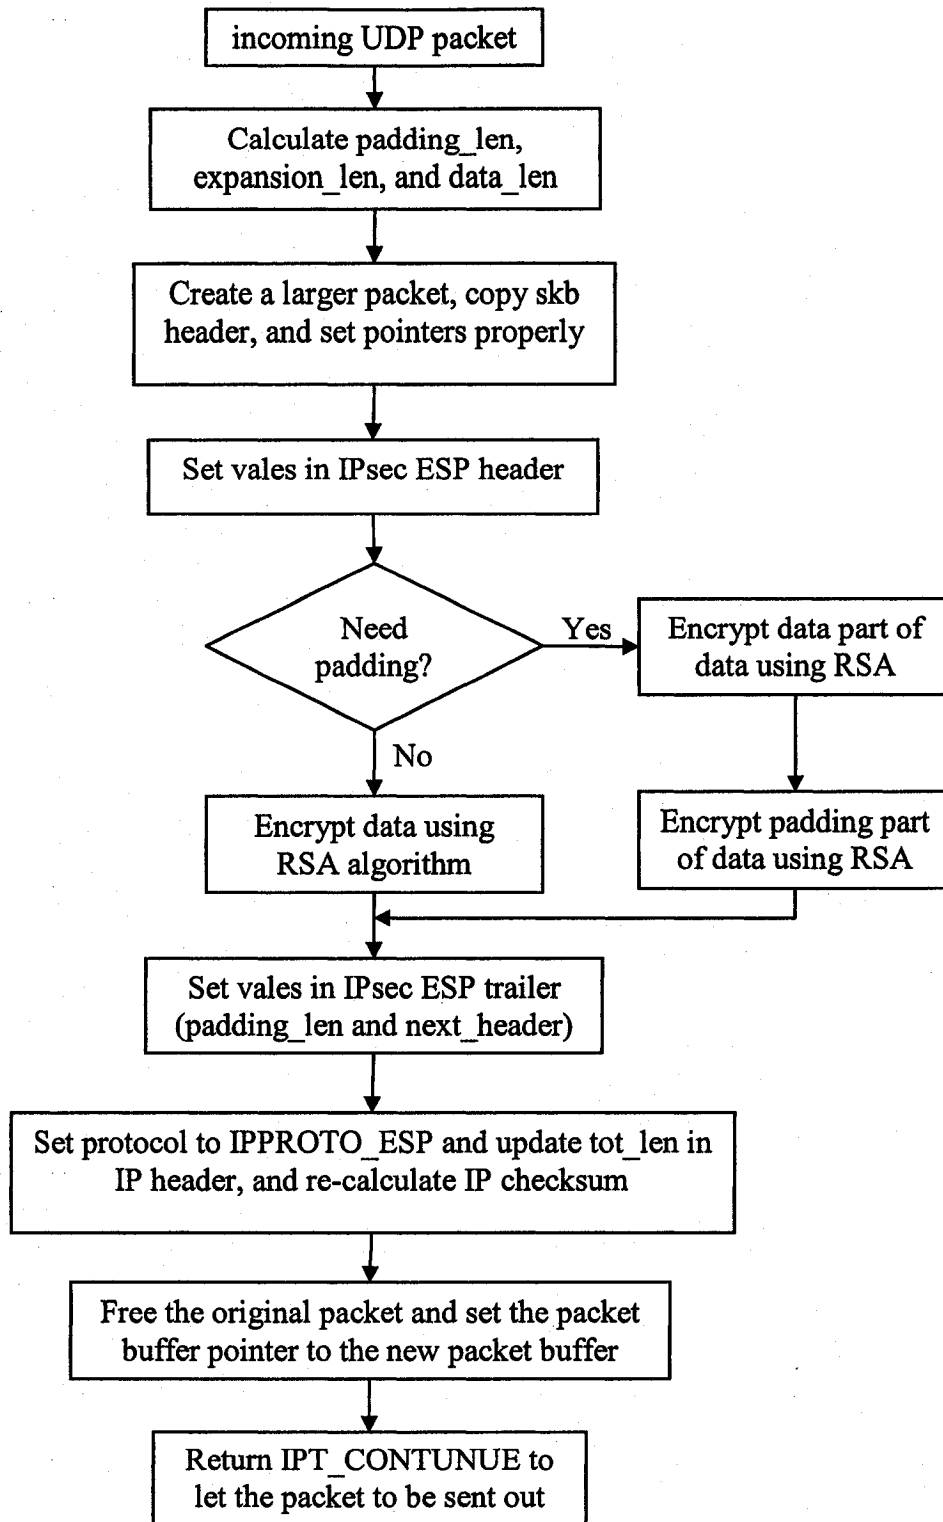 incoming UDP packet
Calculate padding_len,
expansion_len, and data_len
Create a larger packet, copy skb
header, and set pointers properly
Set vales in IPsec ESP header
Need
padding?
Yes
Encrypt data part of
data using RSA
No
Encrypt data using
RSA algorithm
Encrypt padding part
of data using RSA
Set vales in IPsec ESP trailer
(padding_len and next_header)
Set protocol to IPPROTO_ESP and update tot_len in
IP header, and re-calculate IP checksum
Free the original packet and set the packet
buffer pointer to the new packet buffer
Return IPT_CONTUNUE to
let the packet to be sent out